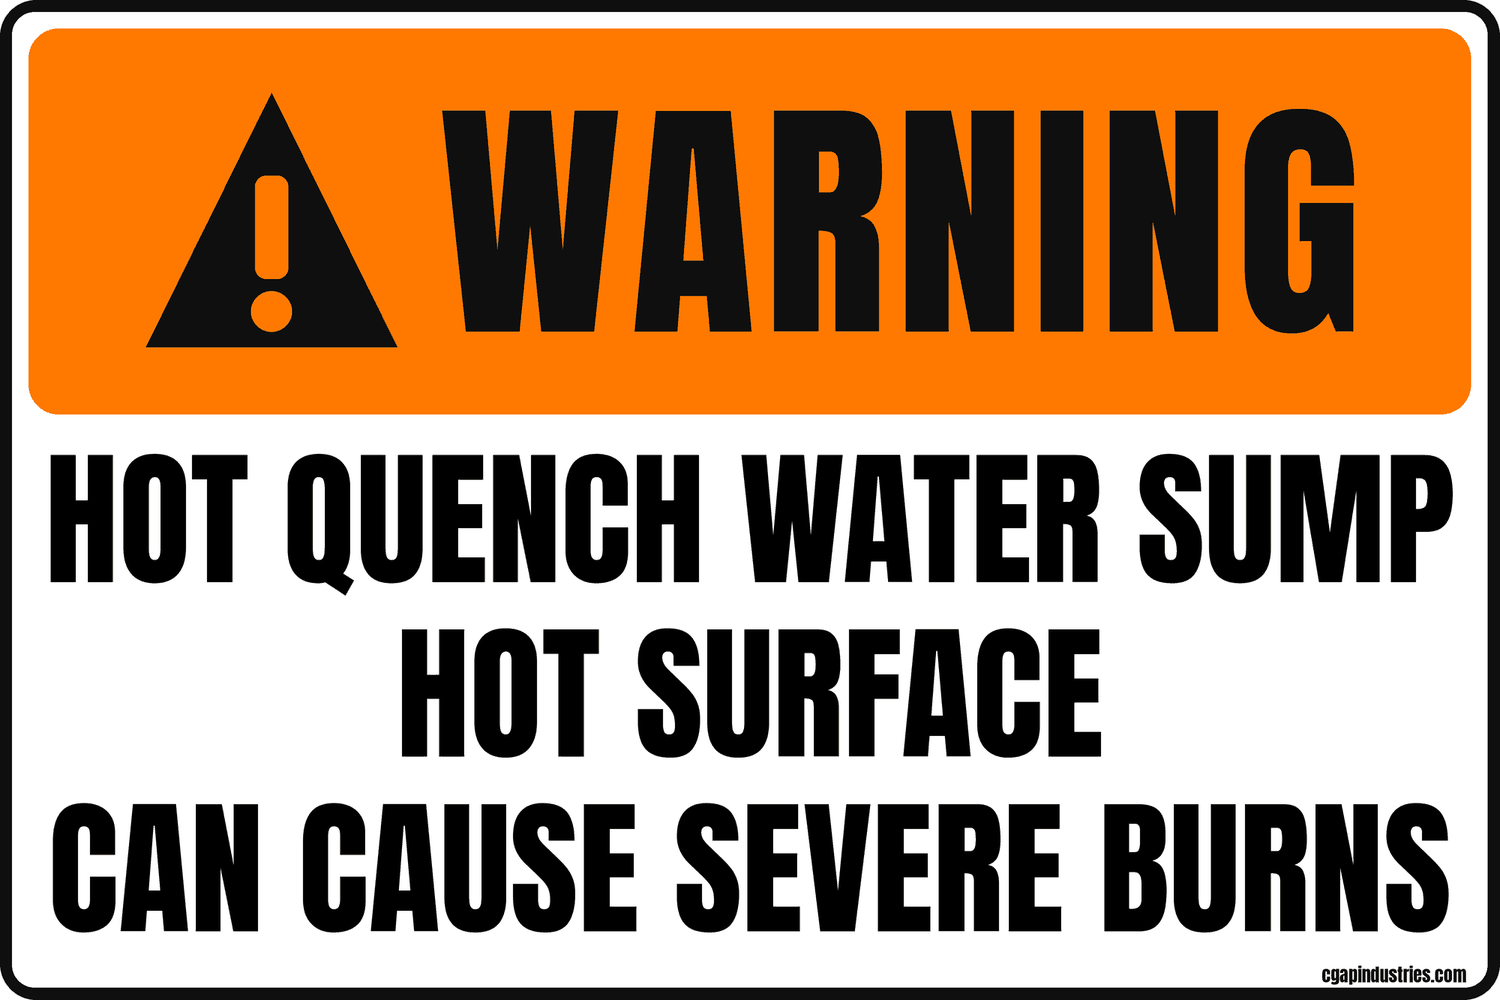 WARNING
HOT QUENCH WATER SUMP
HOT SURFACE
CAN CAUSE SEVERE BURNS
cgapindustries.com